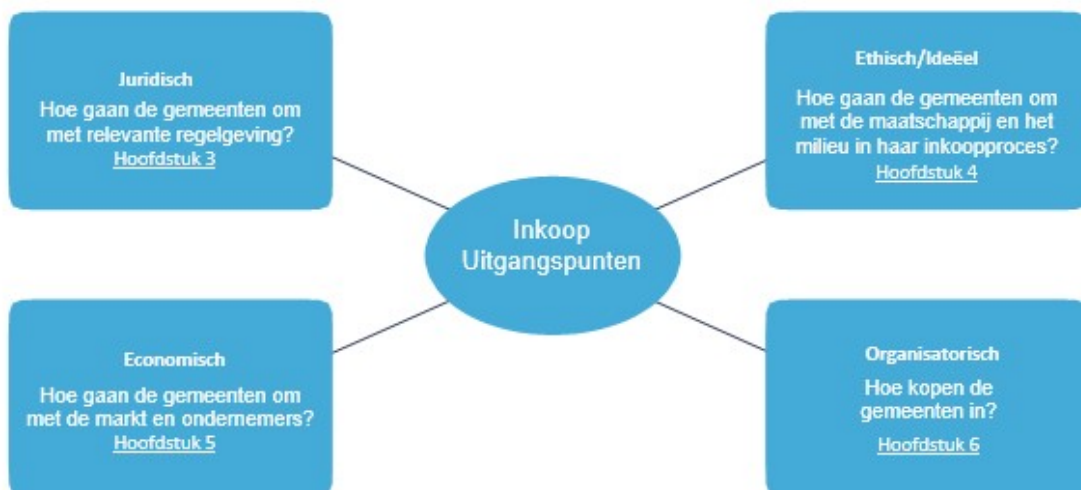 Juridisch
Hoe gaan de gemeenten om
met relevante regelgeving?
Hoofdstuk 3
Ethisch/Ideëel
Hoe gaan de gemeenten om
met de maatschappij en het
milieu in haar inkoopproces?
Hoofdstuk 4
Inkoop
Uitgangspunten
Economisch
Hoe gaan de gemeenten om
met de markt en ondernemers?
Hoofdstuk 5
Organisatorisch
Hoe kopen de
gemeenten in?
Hoofdstuk 6